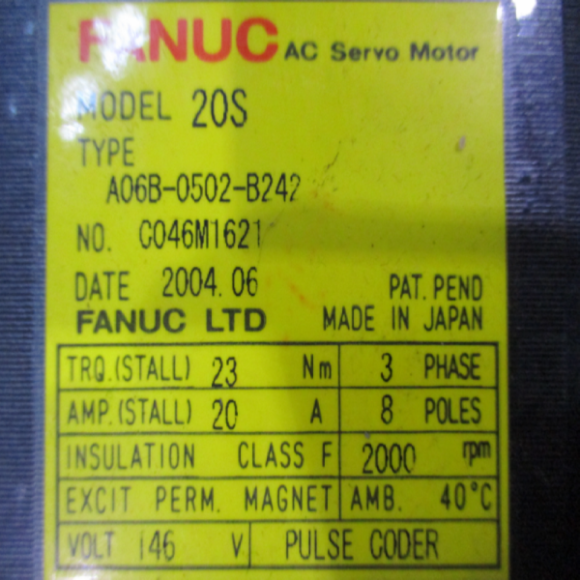 FANUC AC Servo Motor
MODEL 20S
TYPE
A06B-0502-B242
NO. C046M1621
DATE 2004.06 PAT. PEND
FANUC LTD MADE IN JAPAN
TRQ.(STALL) 23 Nm 3 PHASE
AMP.(STALL) 20 A 8 POLES
INSULATION CLASS F 2000 rpm
EXCIT PERM. MAGNET AMB. 40°C
VOLT 146 V PULSE CODER